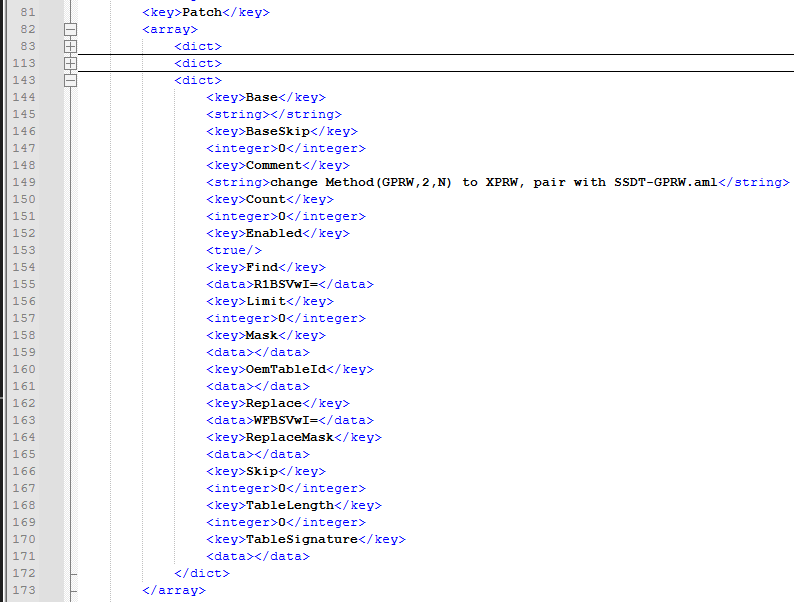 81 <key>Patch</key>
82 <array>
83 <dict>
113 <dict>
143 <dict>
144 <key>Base</key>
145 <string></string>
146 <key>BaseSkip</key>
147 <integer>0</integer>
148 <key>Comment</key>
149 <string>change Method(GPRW,2,N) to XPRW, pair with SSDT-GPRW.aml</string>
150 <key>Count</key>
151 <integer>0</integer>
152 <key>Enabled</key>
153 <true/>
154 <key>Find</key>
155 <data>R1BSVwI=</data>
156 <key>Limit</key>
157 <integer>0</integer>
158 <key>Mask</key>
159 <data></data>
160 <key>OemTableId</key>
161 <data></data>
162 <key>Replace</key>
163 <data>WFBSVwI=</data>
164 <key>ReplaceMask</key>
165 <data></data>
166 <key>Skip</key>
167 <integer>0</integer>
168 <key>TableLength</key>
169 <integer>0</integer>
170 <key>TableSignature</key>
171 <data></data>
172 </dict>
173 </array>